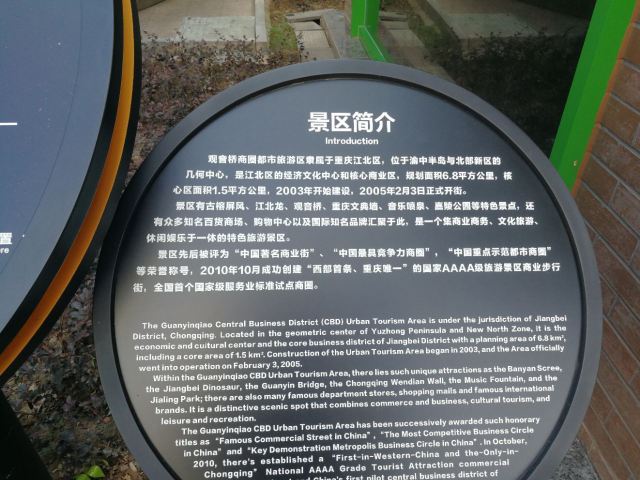 景区简介
Introduction
观音桥商圈都市旅游区隶属于重庆江北区，位于渝中半岛与北部新区的
几何中心，是江北区的经济文化中心和核心商业区，规划面积6.8平方公里，核
心区面积1.5平方公里，2003年开始建设，2005年2月3日正式开街。
景区有古榕屏风、江北龙、观音桥、重庆文典墙、音乐喷泉、嘉陵公园等特色景点，还
有众多知名百货商场、购物中心以及国际知名品牌汇聚于此，是一个集商业商务、文化旅游、
休闲娱乐于一体的特色旅游景区。
景区先后被评为“中国著名商业街”、“中国最具竞争力商圈”，“中国重点示范都市商圈”
等荣誉称号，2010年10月成功创建“西部首条、重庆唯一”的国家AAAA级旅游景区商业步行
街，全国首个国家级服务业标准试点商圈。
The Guanyinqiao Central Business District (CBD) Urban Tourism Area is under the jurisdiction of Jiangbei
District, Chongqing. Located in the geometric center of Yuzhong Peninsula and New North Zone, it is the
economic and cultural center and the core business district of Jiangbei District with a planning area of 6.8 km²,
including a core area of 1.5 km². Construction of the Urban Tourism Area began in 2003, and the Area officially
went into operation on February 3, 2005.
Within the Guanyinqiao CBD Urban Tourism Area, there lies such unique attractions as the Banyan Scree,
the Jiangbei Dinosaur, the Guanyin Bridge, the Chongqing Wendian Wall, the Music Fountain, and the
Jialing Park; there are also many famous department stores, shopping malls and famous international
brands. It is a distinctive scenic spot that combines commerce and business, cultural tourism, and
leisure and recreation.
The Guanyinqiao CBD Urban Tourism Area has been successively awarded such honorary
titles as "Famous Commercial Street in China", "The Most Competitive Business Circle
in China" and "Key Demonstration Metropolis Business Circle in China". In October,
2010, there's established a "First-in-Western-China and the-Only-in-
Chongqing" National AAAA Grade Tourist Attraction commercial
and China's first pilot central business district of
置
re